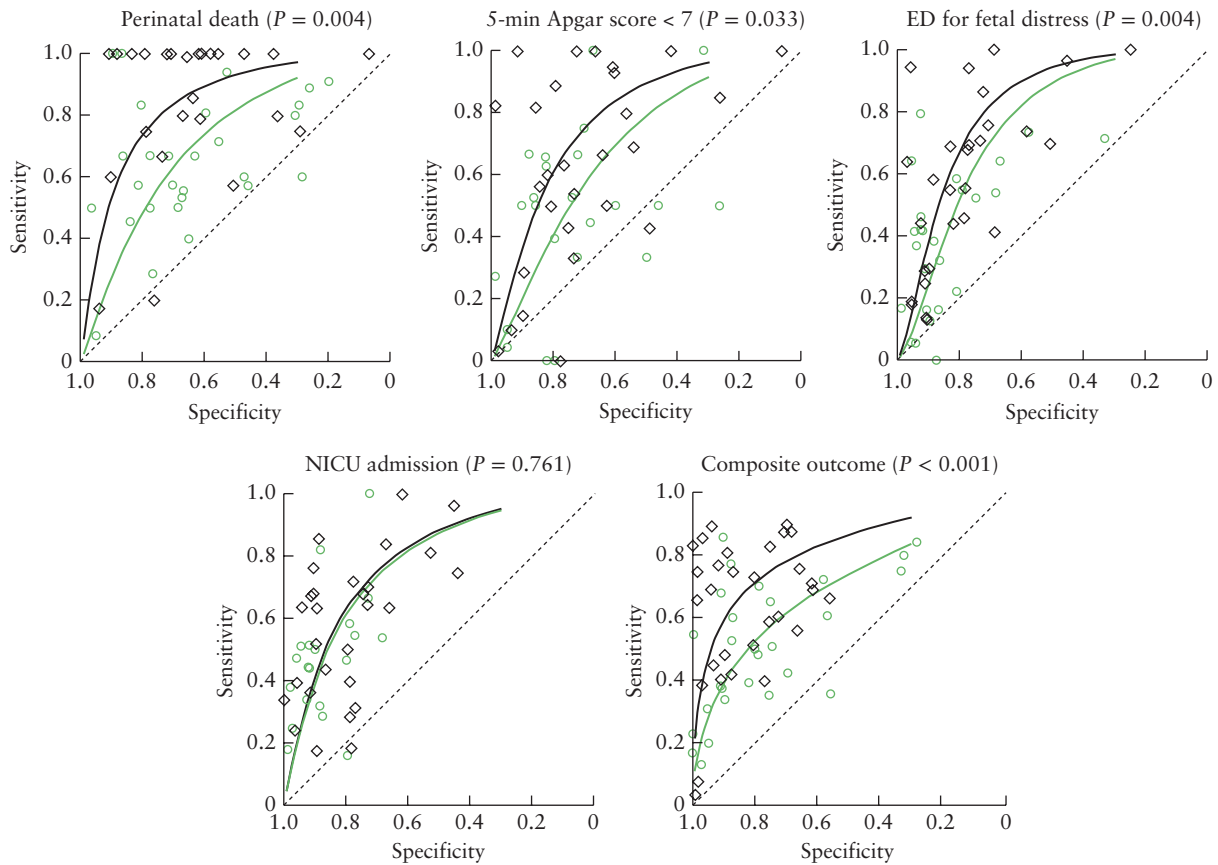 Perinatal death (P = 0.004)
1.0
0.8
0.6
0.4
0.2
0
Sensitivity
1.0 0.8 0.6 0.4 0.2 0
Specificity
5-min Apgar score < 7 (P = 0.033)
1.0
0.8
0.6
0.4
0.2
0
Sensitivity
1.0 0.8 0.6 0.4 0.2 0
Specificity
ED for fetal distress (P = 0.004)
1.0
0.8
0.6
0.4
0.2
0
Sensitivity
1.0 0.8 0.6 0.4 0.2 0
Specificity
NICU admission (P = 0.761)
1.0
0.8
0.6
0.4
0.2
0
Sensitivity
1.0 0.8 0.6 0.4 0.2 0
Specificity
Composite outcome (P < 0.001)
1.0
0.8
0.6
0.4
0.2
0
Sensitivity
1.0 0.8 0.6 0.4 0.2 0
Specificity